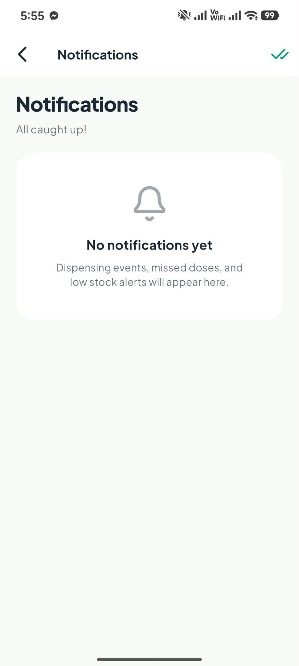 5:55
Vo
WiFi
99
Notifications
Notifications
All caught up!
No notifications yet
Dispensing events, missed doses, and
low stock alerts will appear here.